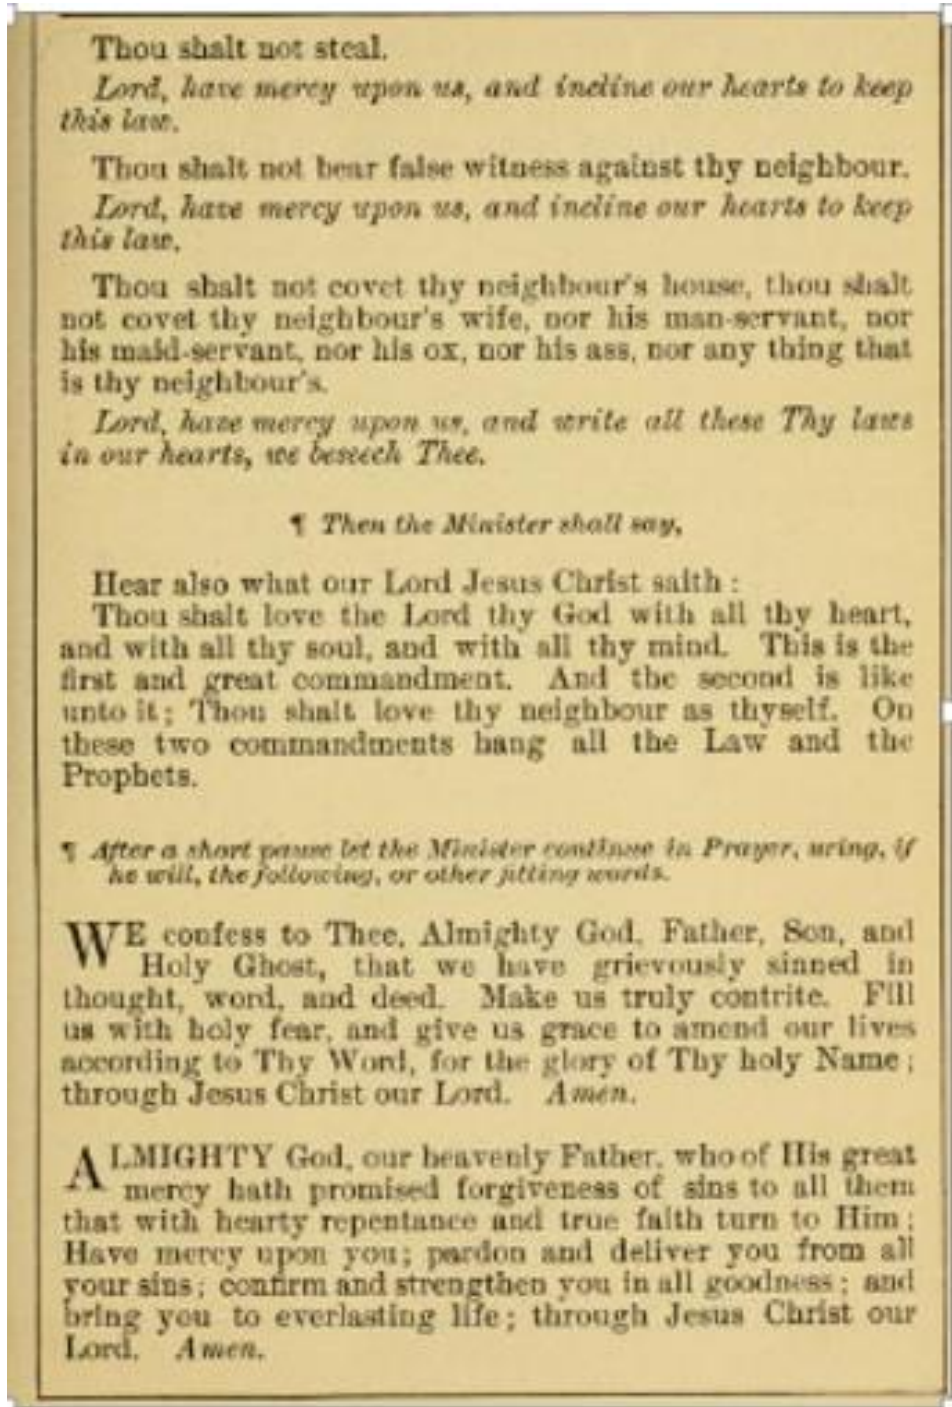 Thou shalt not steal.
Lord, have mercy upon us, and incline our hearts to keep
this law.
Thou shalt not bear false witness against thy neighbour.
Lord, have mercy upon us, and incline our hearts to keep
this law.
Thou shalt not covet thy neighbour's house, thou shalt
not covet thy neighbour's wife, nor his man-servant, nor
his maid-servant, nor his ox, nor his ass, nor any thing that
is thy neighbour's.
Lord, have mercy upon us, and write all these Thy laws
in our hearts, we beseech Thee.
¶ Then the Minister shall say,
Hear also what our Lord Jesus Christ saith:
Thou shalt love the Lord thy God with all thy heart,
and with all thy soul, and with all thy mind. This is the
first and great commandment. And the second is like
unto it; Thou shalt love thy neighbour as thyself. On
these two commandments hang all the Law and the
Prophets.
¶ After a short pause let the Minister continue in Prayer, using, if
he will, the following, or other fitting words.
WE confess to Thee, Almighty God, Father, Son, and
Holy Ghost, that we have grievously sinned in
thought, word, and deed. Make us truly contrite. Fill
us with holy fear, and give us grace to amend our lives
according to Thy Word, for the glory of Thy holy Name;
through Jesus Christ our Lord. Amen.
ALMIGHTY God, our heavenly Father, who of His great
mercy hath promised forgiveness of sins to all them
that with hearty repentance and true faith turn to Him;
Have mercy upon you; pardon and deliver you from all
your sins; confirm and strengthen you in all goodness; and
bring you to everlasting life; through Jesus Christ our
Lord. Amen.